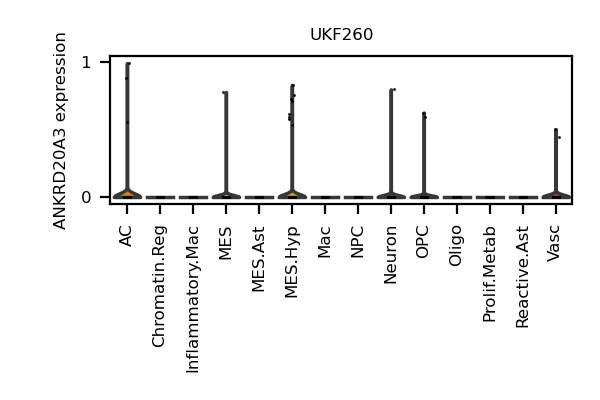 UKF260
ANKRD20A3 expression
1
0
AC
Chromatin.Reg
Inflammatory.Mac
MES
MES.Ast
MES.Hyp
Mac
NPC
Neuron
OPC
Oligo
Prolif.Metab
Reactive.Ast
Vasc